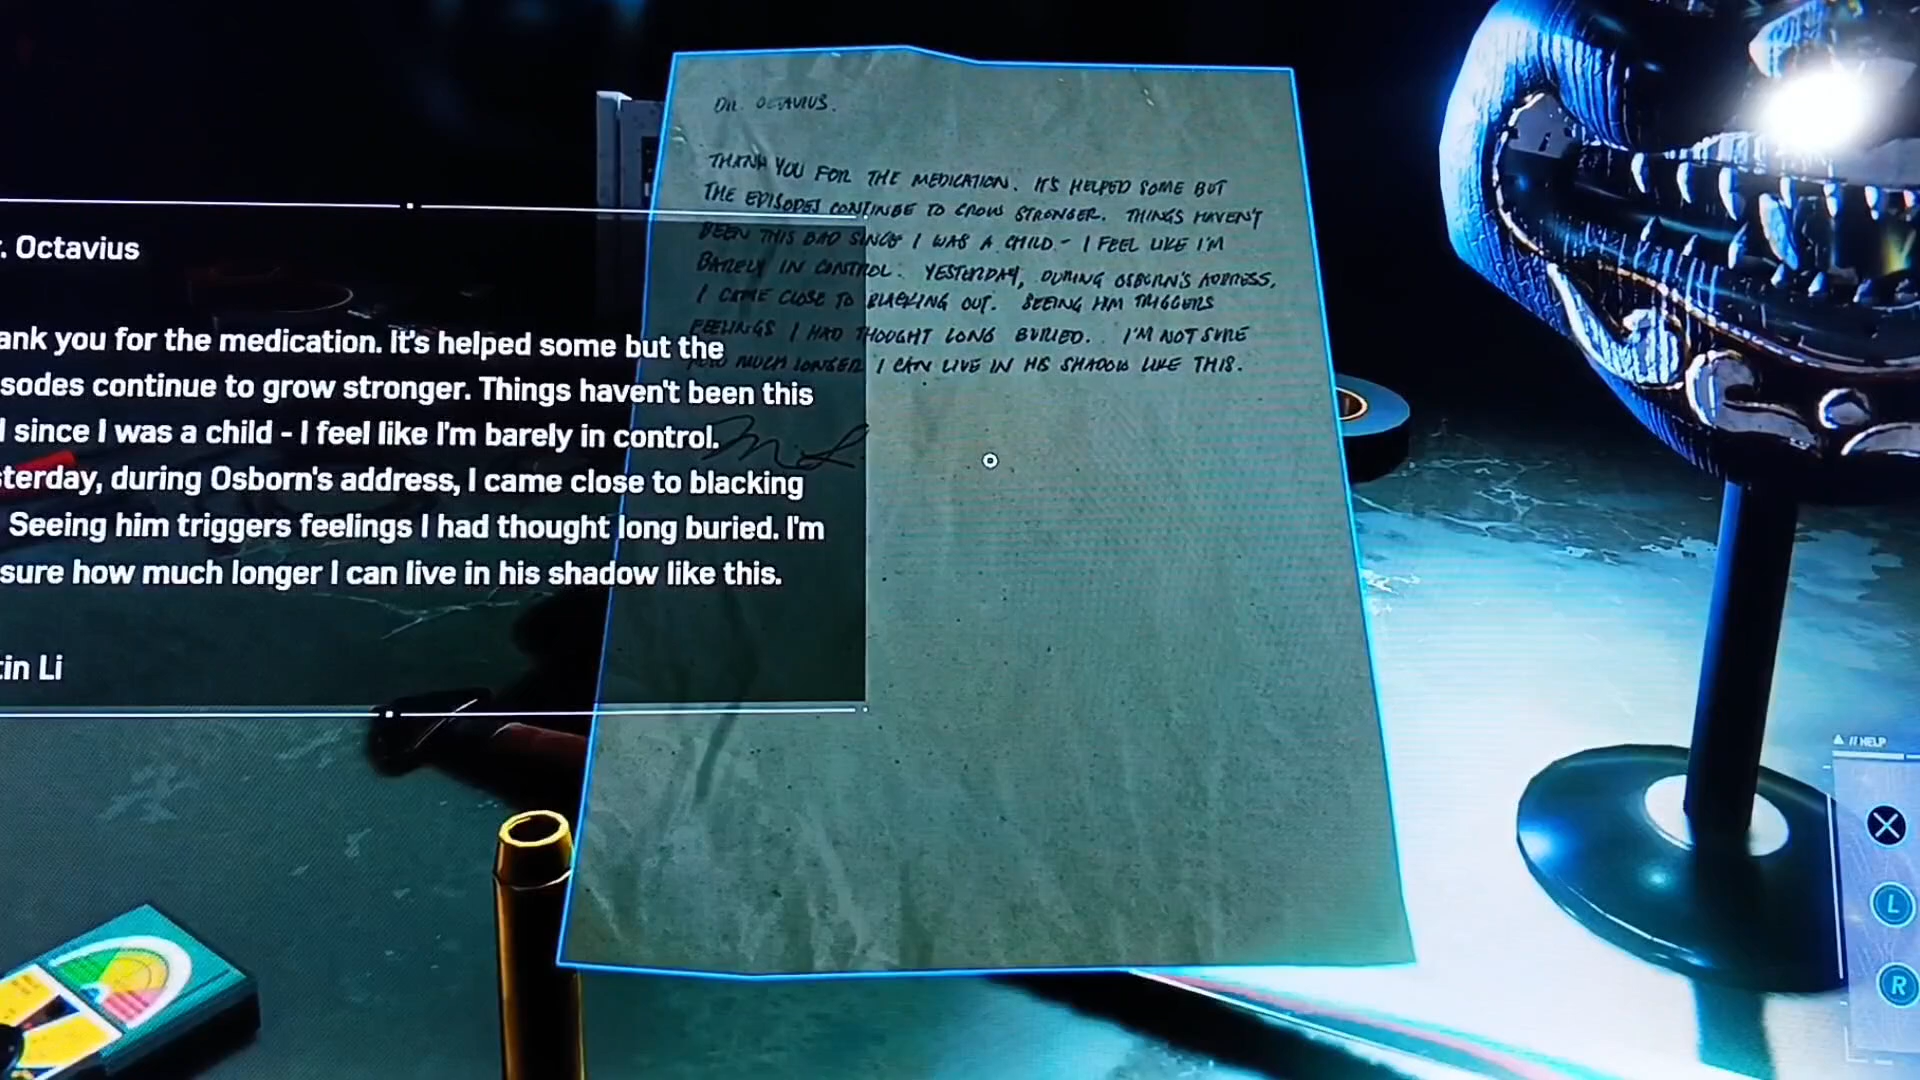 DR. OCTAVIUS.
THANK YOU FOR THE MEDICATION. IT'S HELPED SOME BUT
THE EPISODES CONTINUE TO GROW STRONGER. THINGS HAVEN'T
BEEN THIS BAD SINCE I WAS A CHILD - I FEEL LIKE I'M
BARELY IN CONTROL. YESTERDAY, DURING OSBORN'S ADDRESS,
I CAME CLOSE TO BLACKING OUT. SEEING HIM TRIGGERS
FEELINGS I HAD THOUGHT LONG BURIED. I'M NOT SURE
HOW MUCH LONGER I CAN LIVE IN HIS SHADOW LIKE THIS.
. Octavius
ank you for the medication. It's helped some but the
sodes continue to grow stronger. Things haven't been this
l since I was a child - I feel like I'm barely in control.
sterday, during Osborn's address, I came close to blacking
Seeing him triggers feelings I had thought long buried. I'm
sure how much longer I can live in his shadow like this.
tin Li
// HELP
L
R